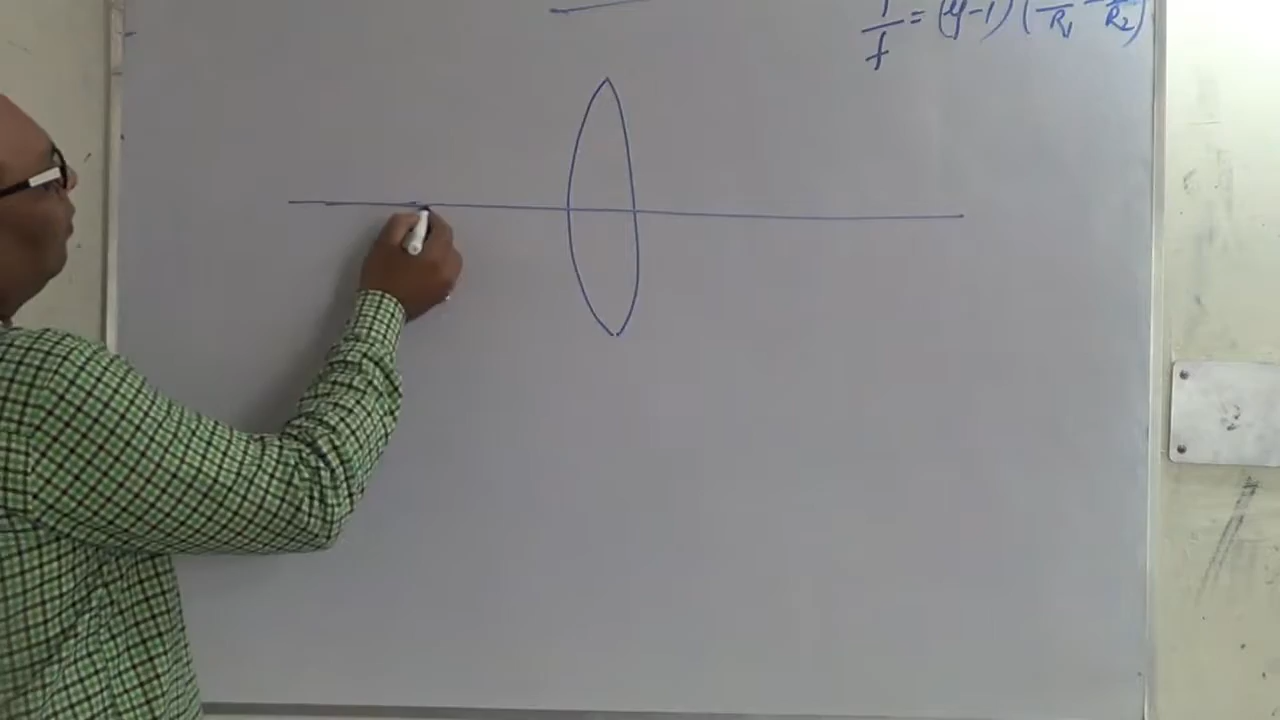 1/f = (μ-1) (1/R₁ - 1/R₂)